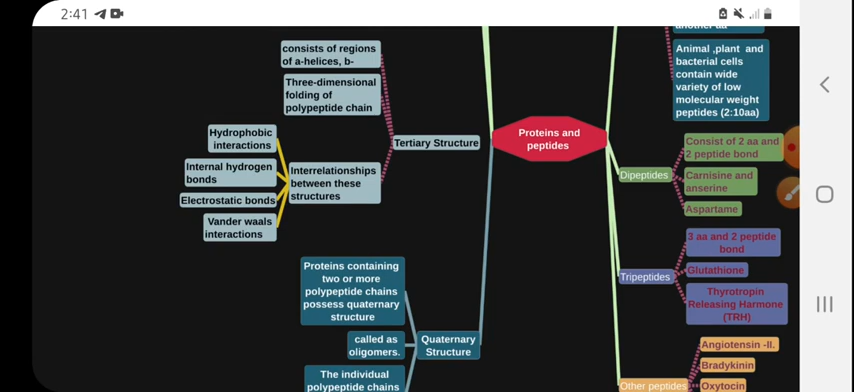 2:41
consists of regions
of a-helices, b-
Three-dimensional
folding of
polypeptide chain
Tertiary Structure
Hydrophobic
interactions
Internal hydrogen
bonds
Electrostatic bonds
Vander waals
interactions
Interrelationships
between these
structures
Proteins containing
two or more
polypeptide chains
possess quaternary
structure
called as
oligomers.
The individual
polypeptide chains
Quaternary
Structure
Proteins and
peptides
another aa
Animal ,plant and
bacterial cells
contain wide
variety of low
molecular weight
peptides (2:10aa)
Dipeptides
Consist of 2 aa and
2 peptide bond
Carnisine and
anserine
Aspartame
Tripeptides
3 aa and 2 peptide
bond
Glutathione
Thyrotropin
Releasing Harmone
(TRH)
Other peptides
Angiotensin -II.
Bradykinin
Oxytocin